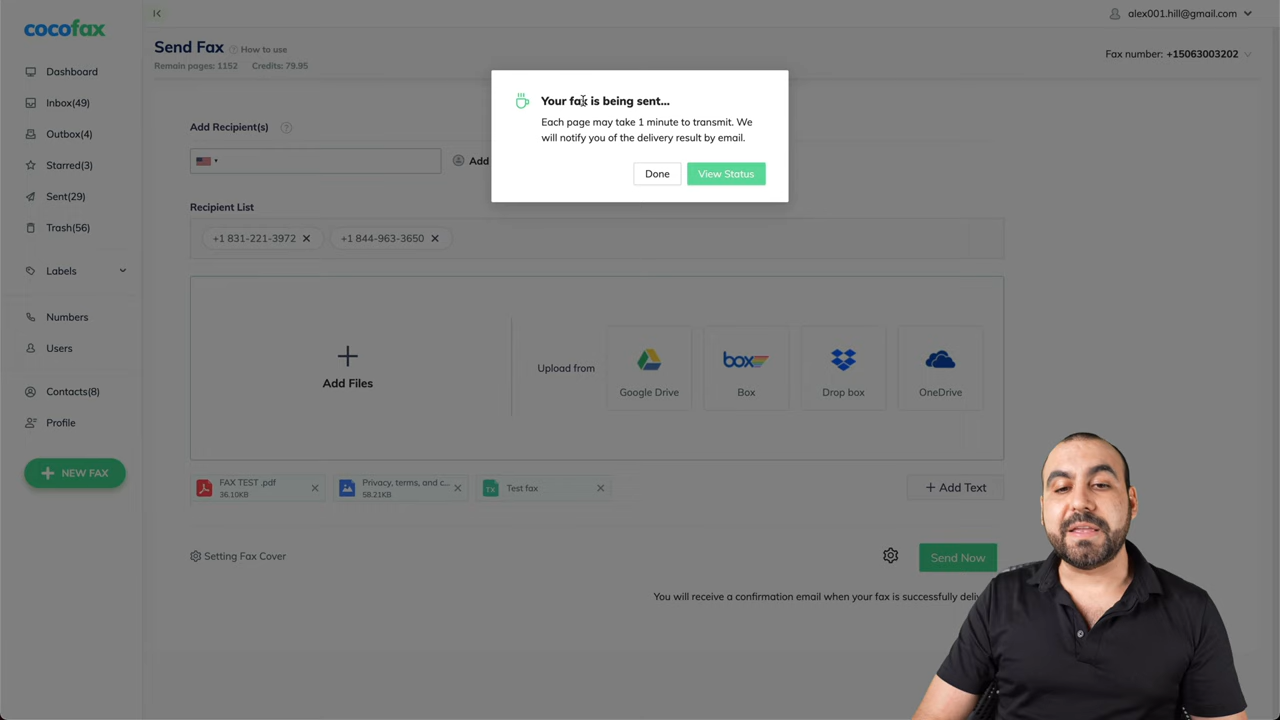 cocofax
Dashboard
Inbox(49)
Outbox(4)
Starred(3)
Sent(29)
Trash(56)
Labels
Numbers
Users
Contacts(8)
Profile
NEW FAX
alex001.hill@gmail.com
Send Fax
How to use
Remain pages: 1152 Credits: 79.95
Fax number: +15063003202
Your fax is being sent...
Each page may take 1 minute to transmit. We
will notify you of the delivery result by email.
Done
View Status
Add Recipient(s) ?
Add
Recipient List
+1 831-221-3972
+1 844-963-3650
Add Files
Upload from
Google Drive
box
Box
Drop box
OneDrive
FAX TEST .pdf
36.10KB
Privacy, terms, and c...
58.21KB
TX
Test fax
+ Add Text
Setting Fax Cover
Send Now
You will receive a confirmation email when your fax is successfully